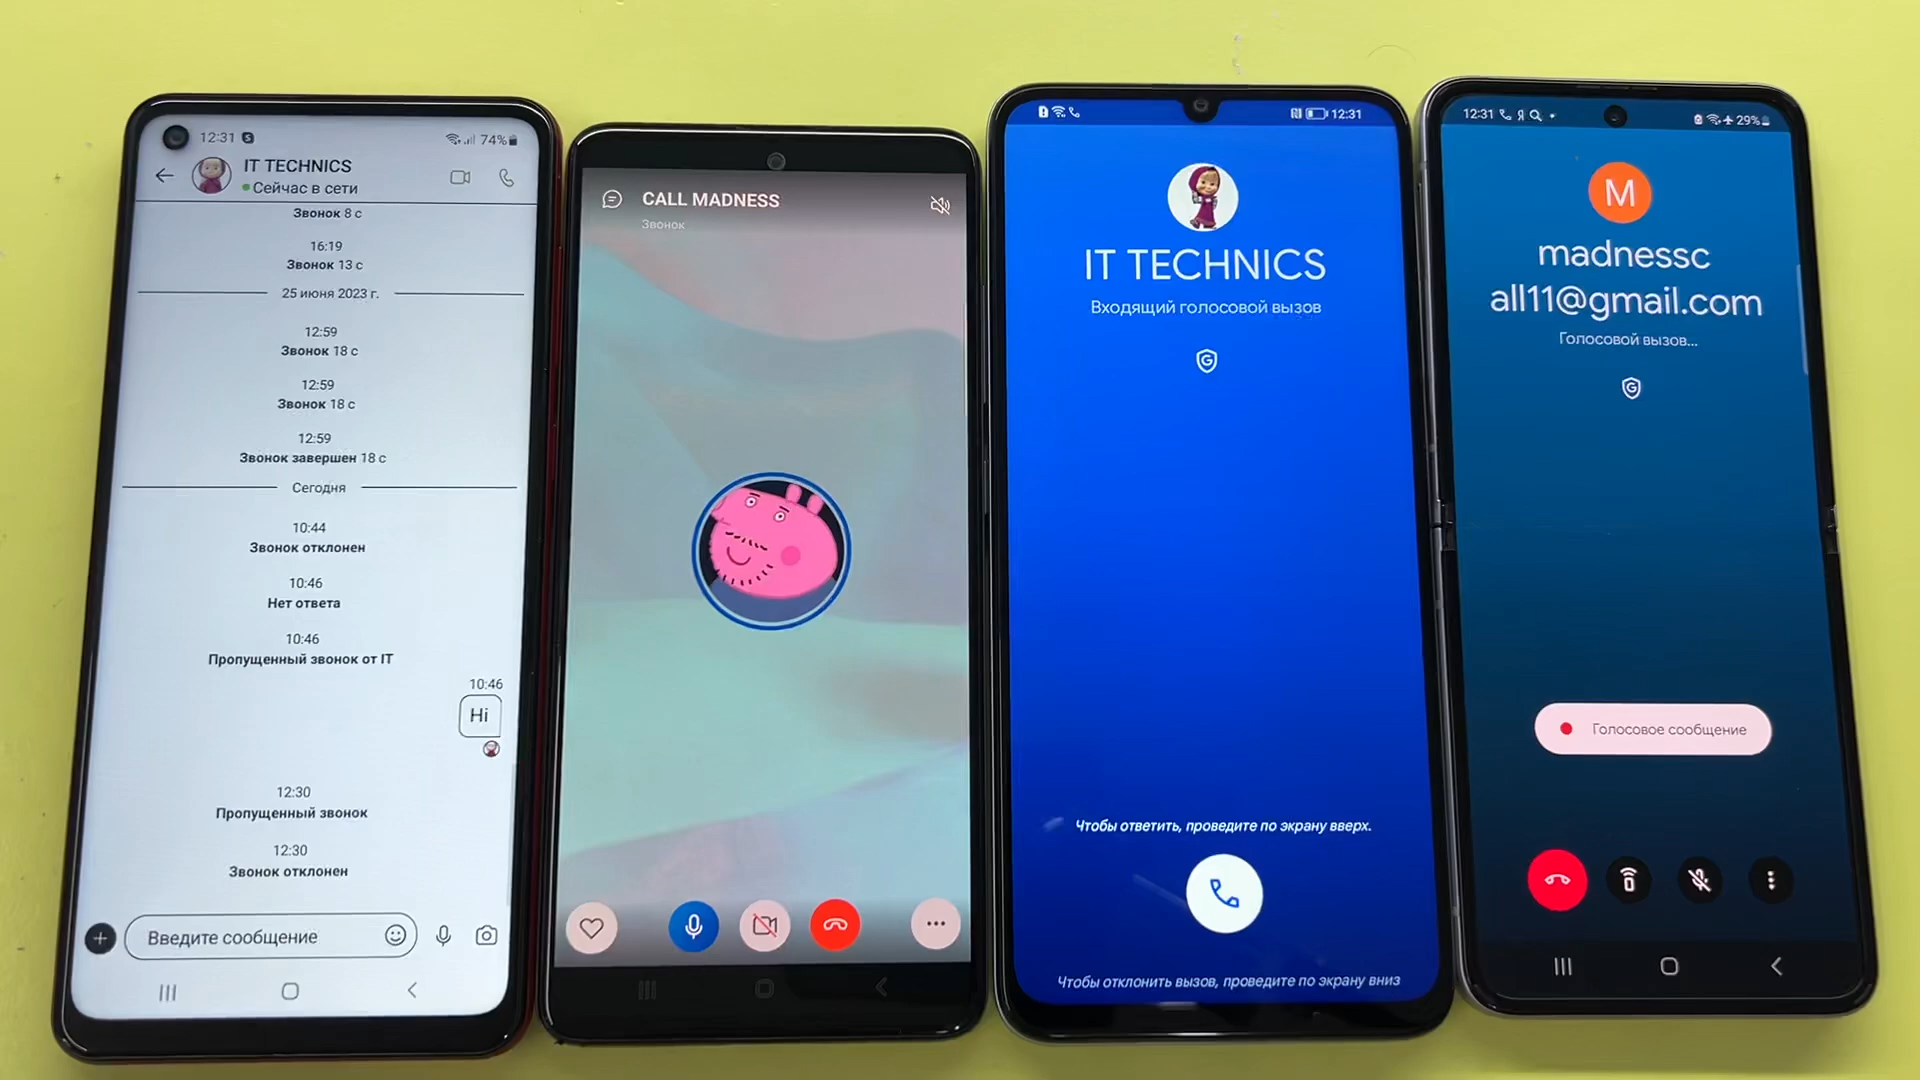 12:31
74%
IT TECHNICS
Сейчас в сети
Звонок 8 с
16:19
Звонок 13 с
25 июня 2023 г.
12:59
Звонок 18 с
12:59
Звонок 18 с
12:59
Звонок завершен 18 с
Сегодня
10:44
Звонок отклонен
10:46
Нет ответа
10:46
Пропущенный звонок от IT
10:46
Hi
12:30
Пропущенный звонок
12:30
Звонок отклонен
Введите сообщение
CALL MADNESS
Звонок
12:31
IT TECHNICS
Входящий голосовой вызов
Чтобы ответить, проведите по экрану вверх.
Чтобы отклонить вызов, проведите по экрану вниз
12:31
Я
29%
M
madnessc
all11@gmail.com
Голосовой вызов...
Голосовое сообщение